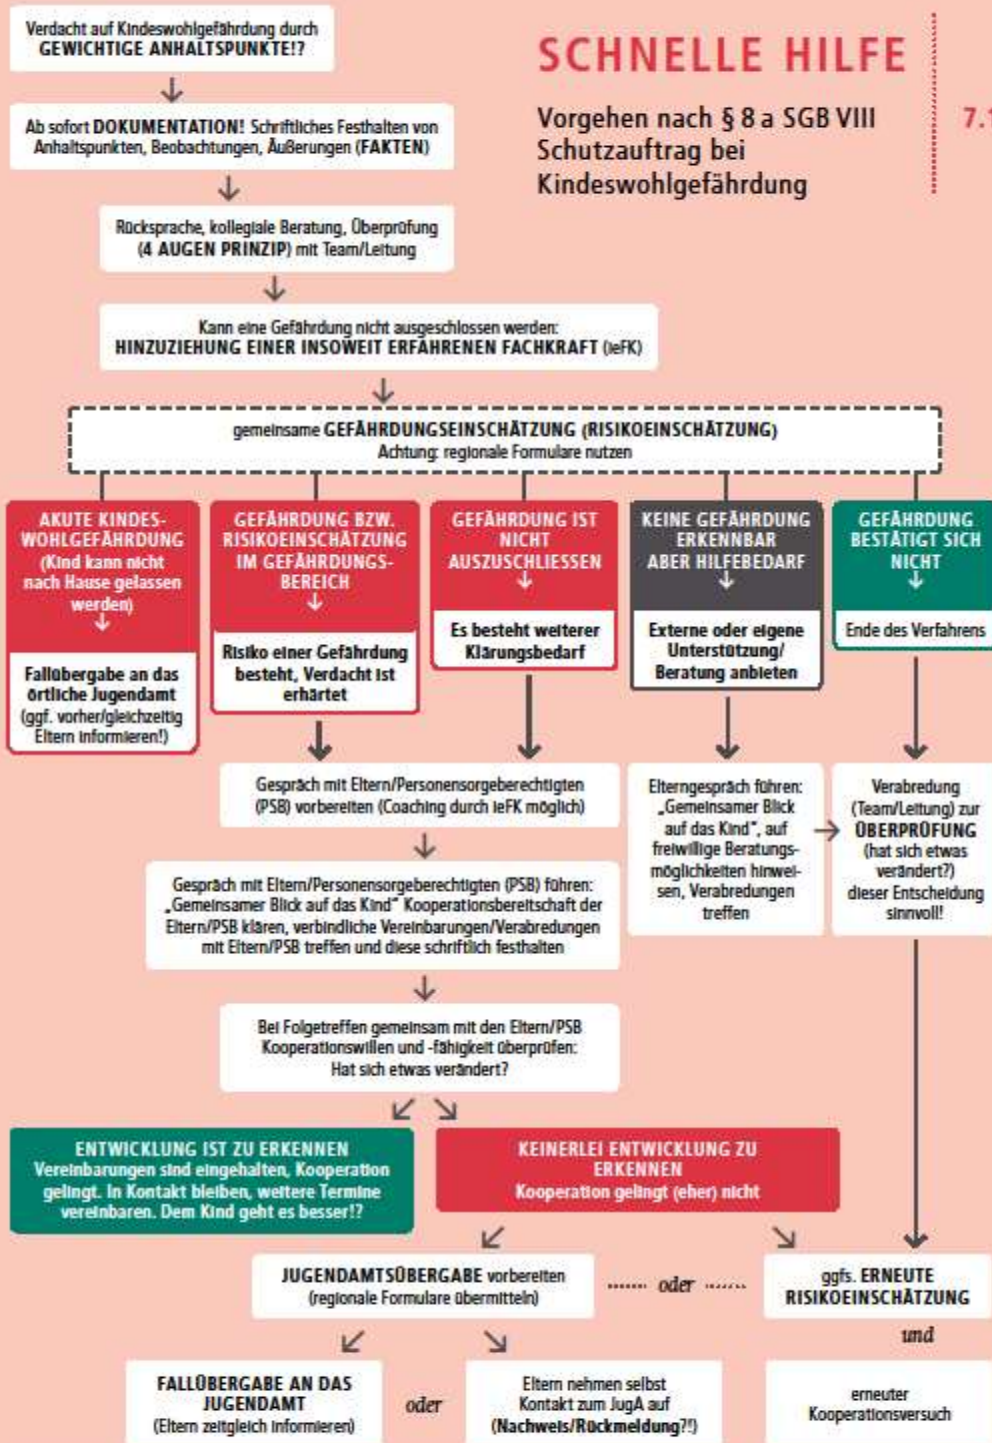 Verdacht auf Kindeswohlgefährdung durch
GEWICHTIGE ANHALTSPUNKTE!?
SCHNELLE HILFE
Vorgehen nach § 8 a SGB VIII
Schutzauftrag bei
Kindeswohlgefährdung
7.1
Ab sofort DOKUMENTATION! Schriftliches Festhalten von
Anhaltspunkten, Beobachtungen, Äußerungen (FAKTEN)
Rücksprache, kollegiale Beratung, Überprüfung
(4 AUGEN PRINZIP) mit Team/Leitung
Kann eine Gefährdung nicht ausgeschlossen werden:
HINZUZIEHUNG EINER INSOWEIT ERFAHRENEN FACHKRAFT (ieFK)
gemeinsame GEFÄHRDUNGSEINSCHÄTZUNG (RISIKOEINSCHÄTZUNG)
Achtung: regionale Formulare nutzen
AKUTE KINDES-
WOHLGEFÄHRDUNG
(Kind kann nicht
nach Hause gelassen
werden)
Fallübergabe an das
örtliche Jugendamt
(ggf. vorher/gleichzeitig
Eltern informieren!)
GEFÄHRDUNG BZW.
RISIKOEINSCHÄTZUNG
IM GEFÄHRDUNGS-
BEREICH
Risiko einer Gefährdung
besteht, Verdacht ist
erhärtet
GEFÄHRDUNG IST
NICHT
AUSZUSCHLIESSEN
Es besteht weiterer
Klärungsbedarf
KEINE GEFÄHRDUNG
ERKENNBAR
ABER HILFEBEDARF
Externe oder eigene
Unterstützung/
Beratung anbieten
GEFÄHRDUNG
BESTÄTIGT SICH
NICHT
Ende des Verfahrens
Gespräch mit Eltern/Personensorgeberechtigten
(PSB) vorbereiten (Coaching durch ieFK möglich)
Elterngespräch führen:
„Gemeinsamer Blick
auf das Kind“, auf
freiwillige Beratungs-
möglichkeiten hinwei-
sen, Verabredungen
treffen
Verabredung
(Team/Leitung) zur
ÜBERPRÜFUNG
(hat sich etwas
verändert?)
dieser Entscheidung
sinnvoll!
Gespräch mit Eltern/Personensorgeberechtigten (PSB) führen:
„Gemeinsamer Blick auf das Kind“ Kooperationsbereitschaft der
Eltern/PSB klären, verbindliche Vereinbarungen/Verabredungen
mit Eltern/PSB treffen und diese schriftlich festhalten
Bei Folgetreffen gemeinsam mit den Eltern/PSB
Kooperationswillen und -fähigkeit überprüfen:
Hat sich etwas verändert?
ENTWICKLUNG IST ZU ERKENNEN
Vereinbarungen sind eingehalten, Kooperation
gelingt. In Kontakt bleiben, weitere Termine
vereinbaren. Dem Kind geht es besser!?
KEINERLEI ENTWICKLUNG ZU
ERKENNEN
Kooperation gelingt (eher) nicht
JUGENDAMTSÜBERGABE vorbereiten
(regionale Formulare übermitteln)
oder
ggfs. ERNEUTE
RISIKOEINSCHÄTZUNG
und
FALLÜBERGABE AN DAS
JUGENDAMT
(Eltern zeitgleich informieren)
oder
Eltern nehmen selbst
Kontakt zum JugA auf
(Nachweis/Rückmeldung?!)
erneuter
Kooperationsversuch